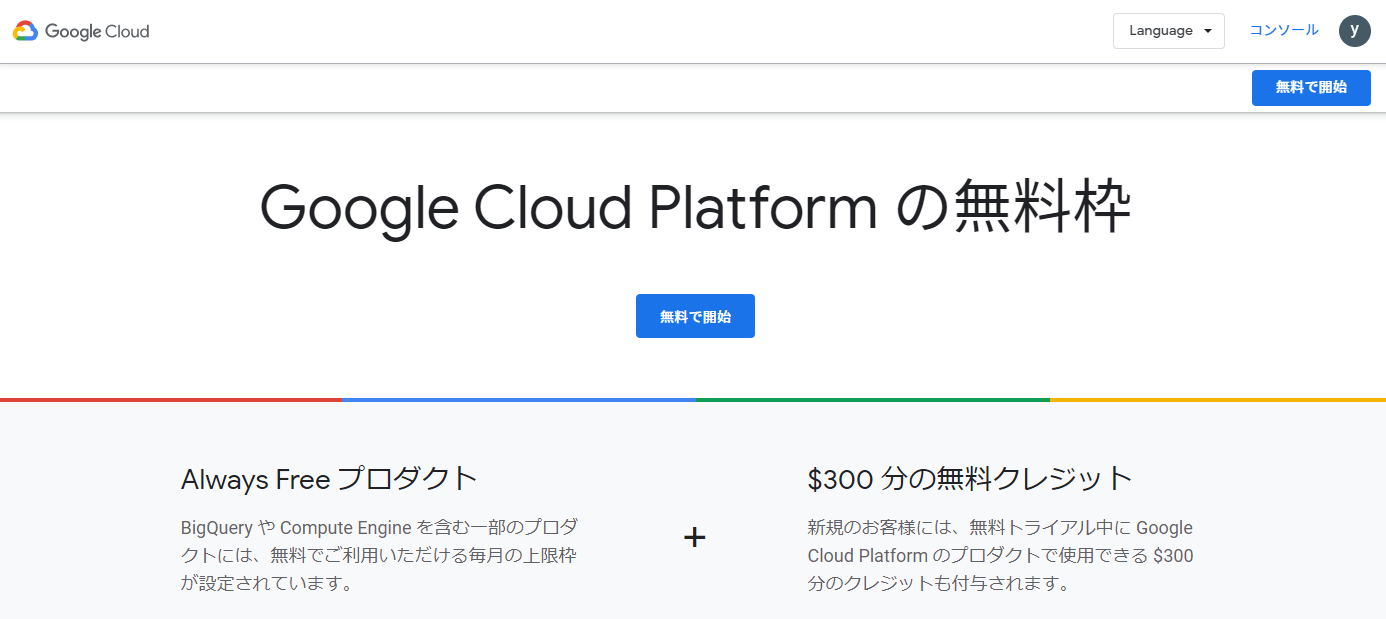 Google Cloud
Language
コンソール
y
無料で開始
Google Cloud Platform の無料枠
無料で開始
Always Free プロダクト
BigQuery や Compute Engine を含む一部のプロダ
クトには、無料でご利用いただける毎月の上限枠
が設定されています。
+
$300 分の無料クレジット
新規のお客様には、無料トライアル中に Google
Cloud Platform のプロダクトで使用できる $300
分のクレジットも付与されます。